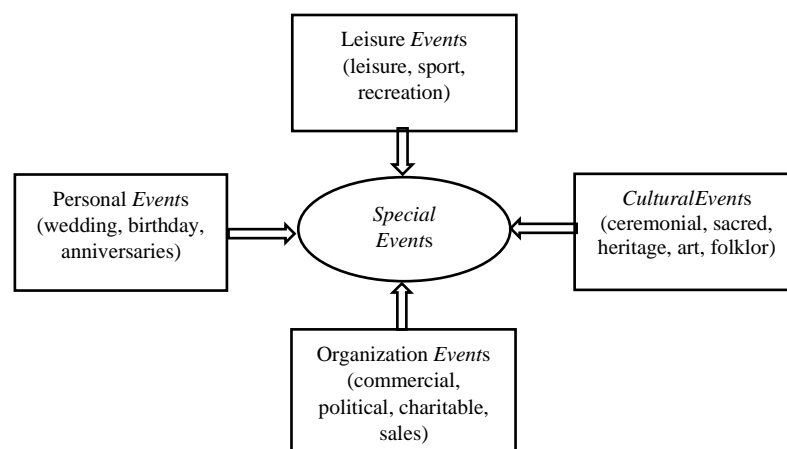 Leisure Events
(leisure, sport,
recreation)
Personal Events
(wedding, birthday,
anniversaries)
Special
Events
CulturalEvents
(ceremonial, sacred,
heritage, art, folklor)
Organization Events
(commercial,
political, charitable,
sales)